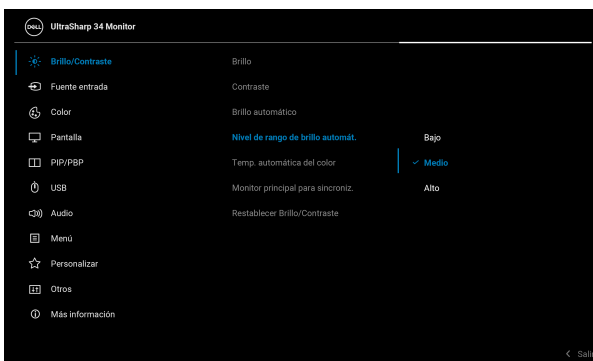 DELL UltraSharp 34 Monitor
Brillo/Contraste
Brillo
Fuente entrada
Contraste
Color
Brillo automático
Pantalla
Nivel de rango de brillo automát.
Bajo
PIP/PBP
Temp. automática del color
Medio
USB
Monitor principal para sincroniz.
Alto
Audio
Restablecer Brillo/Contraste
Menú
Personalizar
Otros
Más información
Sali